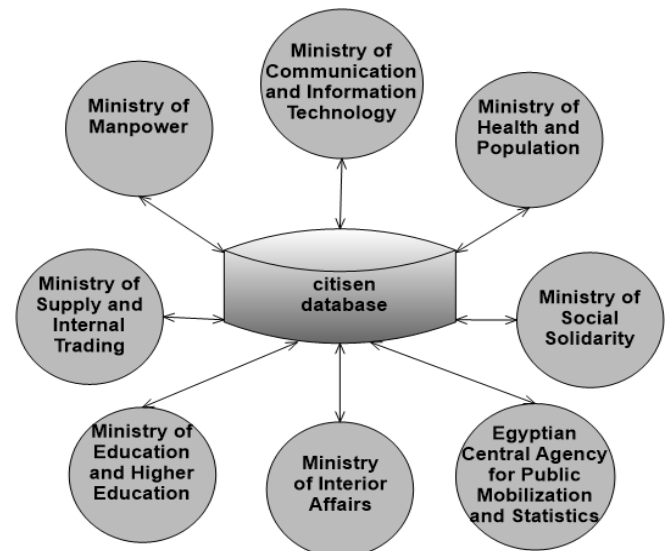 Ministry of
Communication
and Information
Technology
Ministry of
Manpower
Ministry of
Health and
Population
citisen
database
Ministry of
Supply and
Internal
Trading
Ministry of
Social
Solidarity
Ministry of
Education
and Higher
Education
Ministry
of Interior
Affairs
Egyptian
Central Agency
for Public
Mobilization
and Statistics